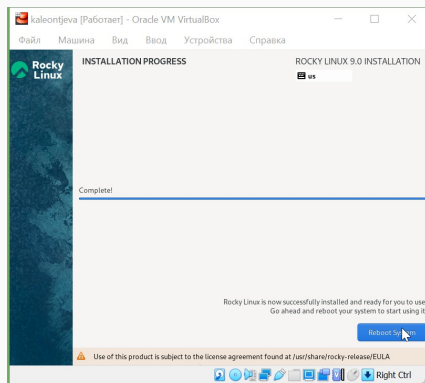 kaleontjeva [Работает] - Oracle VM VirtualBox
Файл Машина Вид Ввод Устройства Справка
Rocky
Linux
INSTALLATION PROGRESS
ROCKY LINUX 9.0 INSTALLATION
us
Complete!
Rocky Linux is now successfully installed and ready for you to use
Go ahead and reboot your system to start using it
Reboot System
Use of this product is subject to the license agreement found at /usr/share/rocky-release/EULA
Right Ctrl